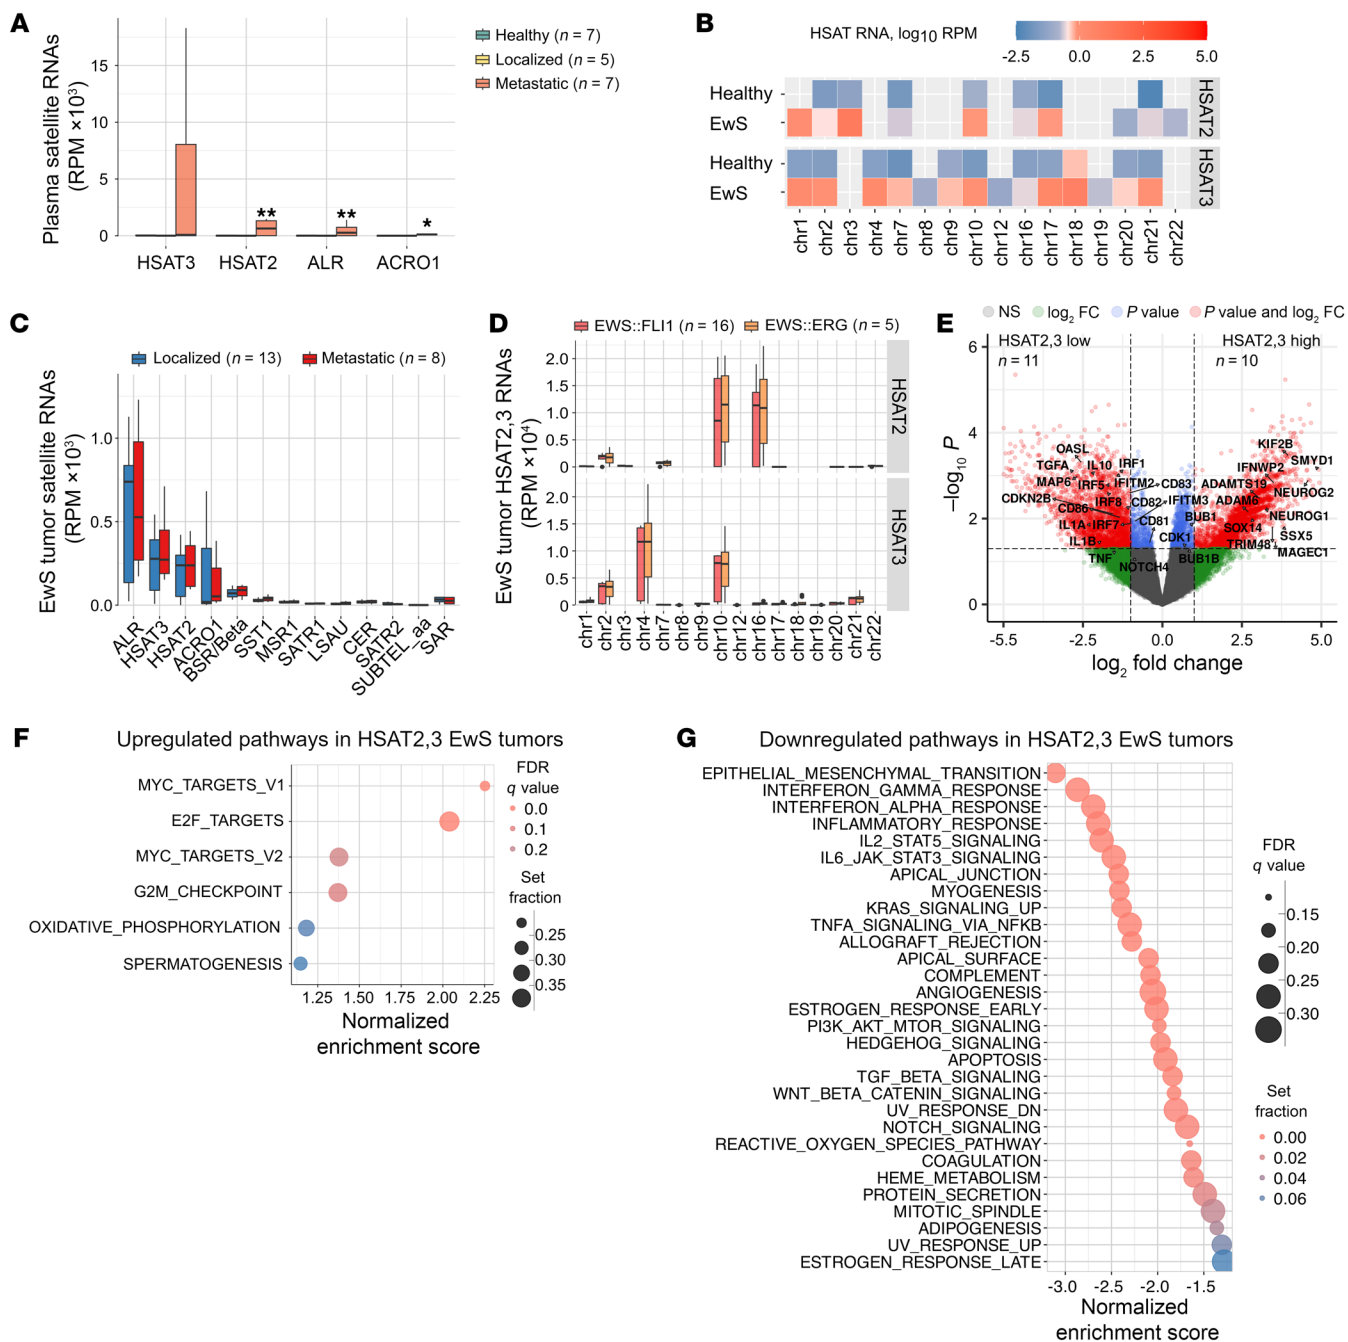 A
Plasma satellite RNAs
(RPM ×10³)
15
10
5
0
HSAT3
HSAT2
ALR
ACRO1
**
**
*
Healthy (n = 7)
Localized (n = 5)
Metastatic (n = 7)
B
HSAT RNA, log10 RPM
-2.5
0.0
5.0
Healthy
EwS
HSAT2
Healthy
EwS
HSAT3
chr1
chr2
chr3
chr4
chr7
chr8
chr9
chr10
chr12
chr16
chr17
chr18
chr19
chr20
chr21
chr22
C
Localized (n = 13)
Metastatic (n = 8)
EwS tumor satellite RNAs
(RPM ×10³)
1.0
0.5
0.0
ALR
HSAT3
HSAT2
ACRO1
BSR/Beta
SST1
MSR1
SATR1
LSAU
CER
SATR2
SUBTEL_aa
SAR
D
EWS::FLI1 (n = 16)
EWS::ERG (n = 5)
EwS tumor HSAT2,3 RNAs
(RPM ×10⁴)
2.0
1.5
1.0
0.5
0
HSAT2
2.0
1.5
1.0
0.5
0
HSAT3
chr1
chr2
chr3
chr4
chr7
chr8
chr9
chr10
chr12
chr16
chr17
chr18
chr19
chr20
chr21
chr22
E
NS
log2 FC
P value
P value and log2 FC
HSAT2,3 low
n = 11
HSAT2,3 high
n = 10
−log10 P
6
4
2
0
OASL
TGFA
IL10
IRF1
MAP6
IRF5
IFITM2
CD83
CDKN2B
IRF8
CD82
IFITM3
CD86
IL1A
IRF7
CD81
BUB1
IL1B
CDK1
TNF
NOTCH4
BUB1B
KIF2B
SMYD1
IFNWP2
ADAMTS19
NEUROG2
ADAM6
NEUROG1
SOX14
SSX5
TRIM48
MAGEC1
-5.5
-2.5
0.0
2.5
5.0
log2 fold change
F
Upregulated pathways in HSAT2,3 EwS tumors
MYC_TARGETS_V1
E2F_TARGETS
MYC_TARGETS_V2
G2M_CHECKPOINT
OXIDATIVE_PHOSPHORYLATION
SPERMATOGENESIS
1.25
1.50
1.75
2.00
2.25
Normalized
enrichment score
FDR
q value
0.0
0.1
0.2
Set
fraction
0.25
0.30
0.35
G
Downregulated pathways in HSAT2,3 EwS tumors
EPITHELIAL_MESENCHYMAL_TRANSITION
INTERFERON_GAMMA_RESPONSE
INTERFERON_ALPHA_RESPONSE
INFLAMMATORY_RESPONSE
IL2_STAT5_SIGNALING
IL6_JAK_STAT3_SIGNALING
APICAL_JUNCTION
MYOGENESIS
KRAS_SIGNALING_UP
TNFA_SIGNALING_VIA_NFKB
ALLOGRAFT_REJECTION
APICAL_SURFACE
COMPLEMENT
ANGIOGENESIS
ESTROGEN_RESPONSE_EARLY
PI3K_AKT_MTOR_SIGNALING
HEDGEHOG_SIGNALING
APOPTOSIS
TGF_BETA_SIGNALING
WNT_BETA_CATENIN_SIGNALING
UV_RESPONSE_DN
NOTCH_SIGNALING
REACTIVE_OXYGEN_SPECIES_PATHWAY
COAGULATION
HEME_METABOLISM
PROTEIN_SECRETION
MITOTIC_SPINDLE
ADIPOGENESIS
UV_RESPONSE_UP
ESTROGEN_RESPONSE_LATE
-3.0
-2.5
-2.0
-1.5
Normalized
enrichment score
FDR
q value
0.15
0.20
0.25
0.30
Set
fraction
0.00
0.02
0.04
0.06